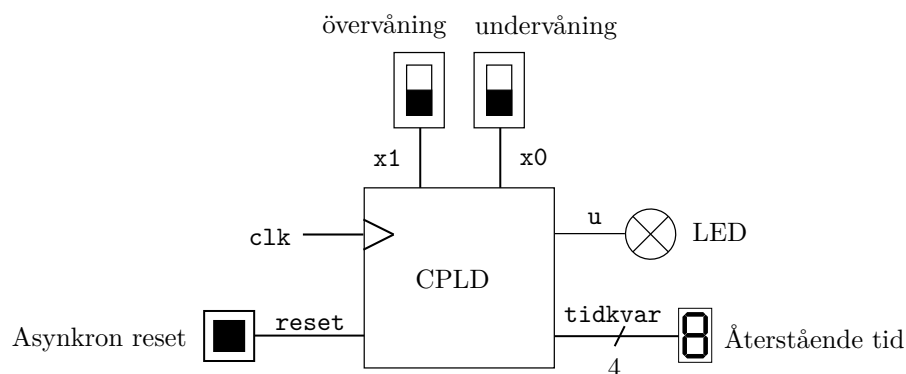 övervåning undervåning
x1 x0
clk
u
LED
CPLD
Asynkron reset
reset
tidkvar
4
Återstående tid